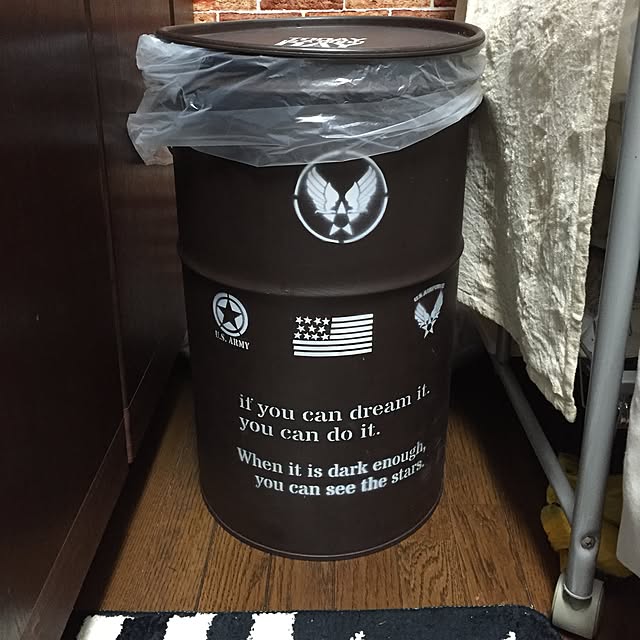 U.S. ARMY
U.S. AIRFORCE
if you can dream it.
you can do it.
When it is dark enough,
you can see the stars.